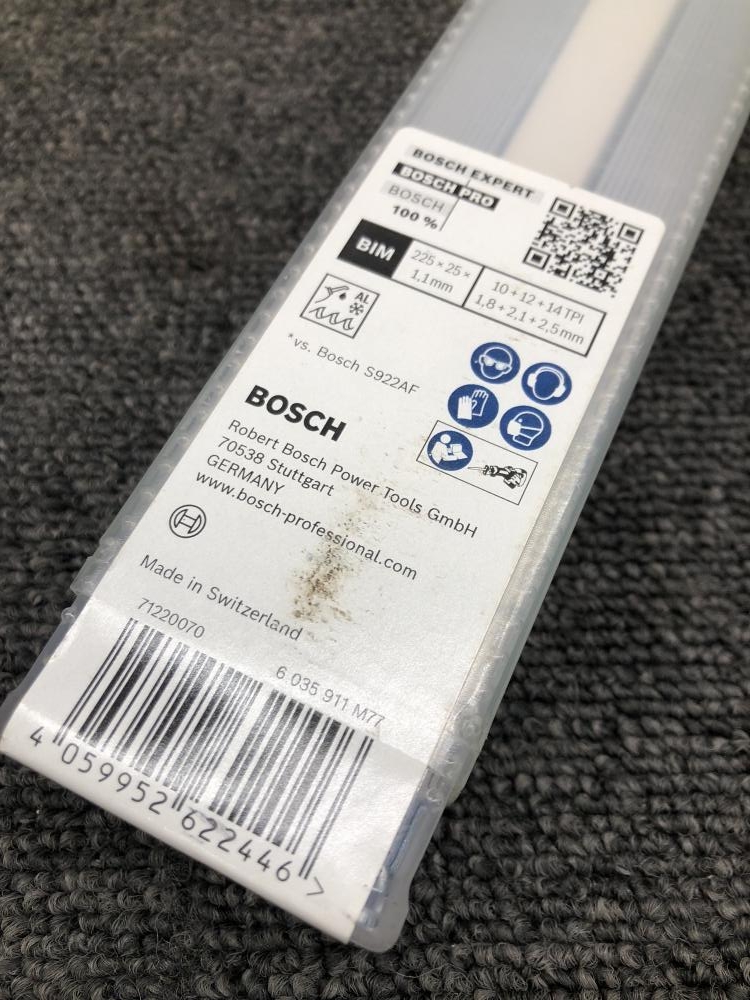 BOSCH EXPERT
BOSCH PRO
BOSCH
100 %
BIM
225 × 25 ×
1,1 mm
10 + 12 + 14 TPI
1,8 + 2,1 + 2,5 mm
AL
*vs. Bosch S922AF
BOSCH
Robert Bosch Power Tools GmbH
70538 Stuttgart
GERMANY
www.bosch-professional.com
Made in Switzerland
71220070
6 035 911 M77
4 059952 622446 >